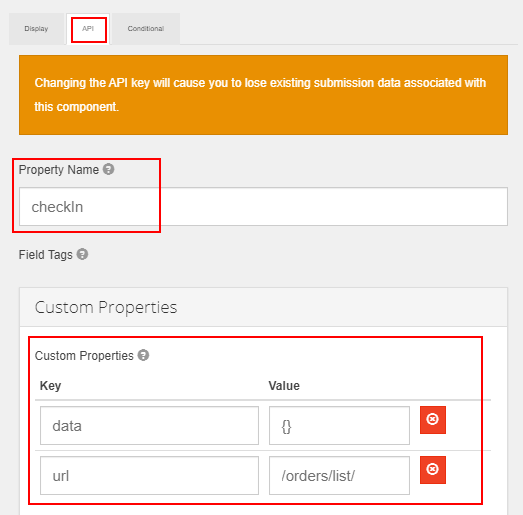 Display API Conditional
Changing the API key will cause you to lose existing submission data associated with
this component.
Property Name
checkIn
Field Tags
Custom Properties
Custom Properties
Key Value
data {}
url /orders/list/